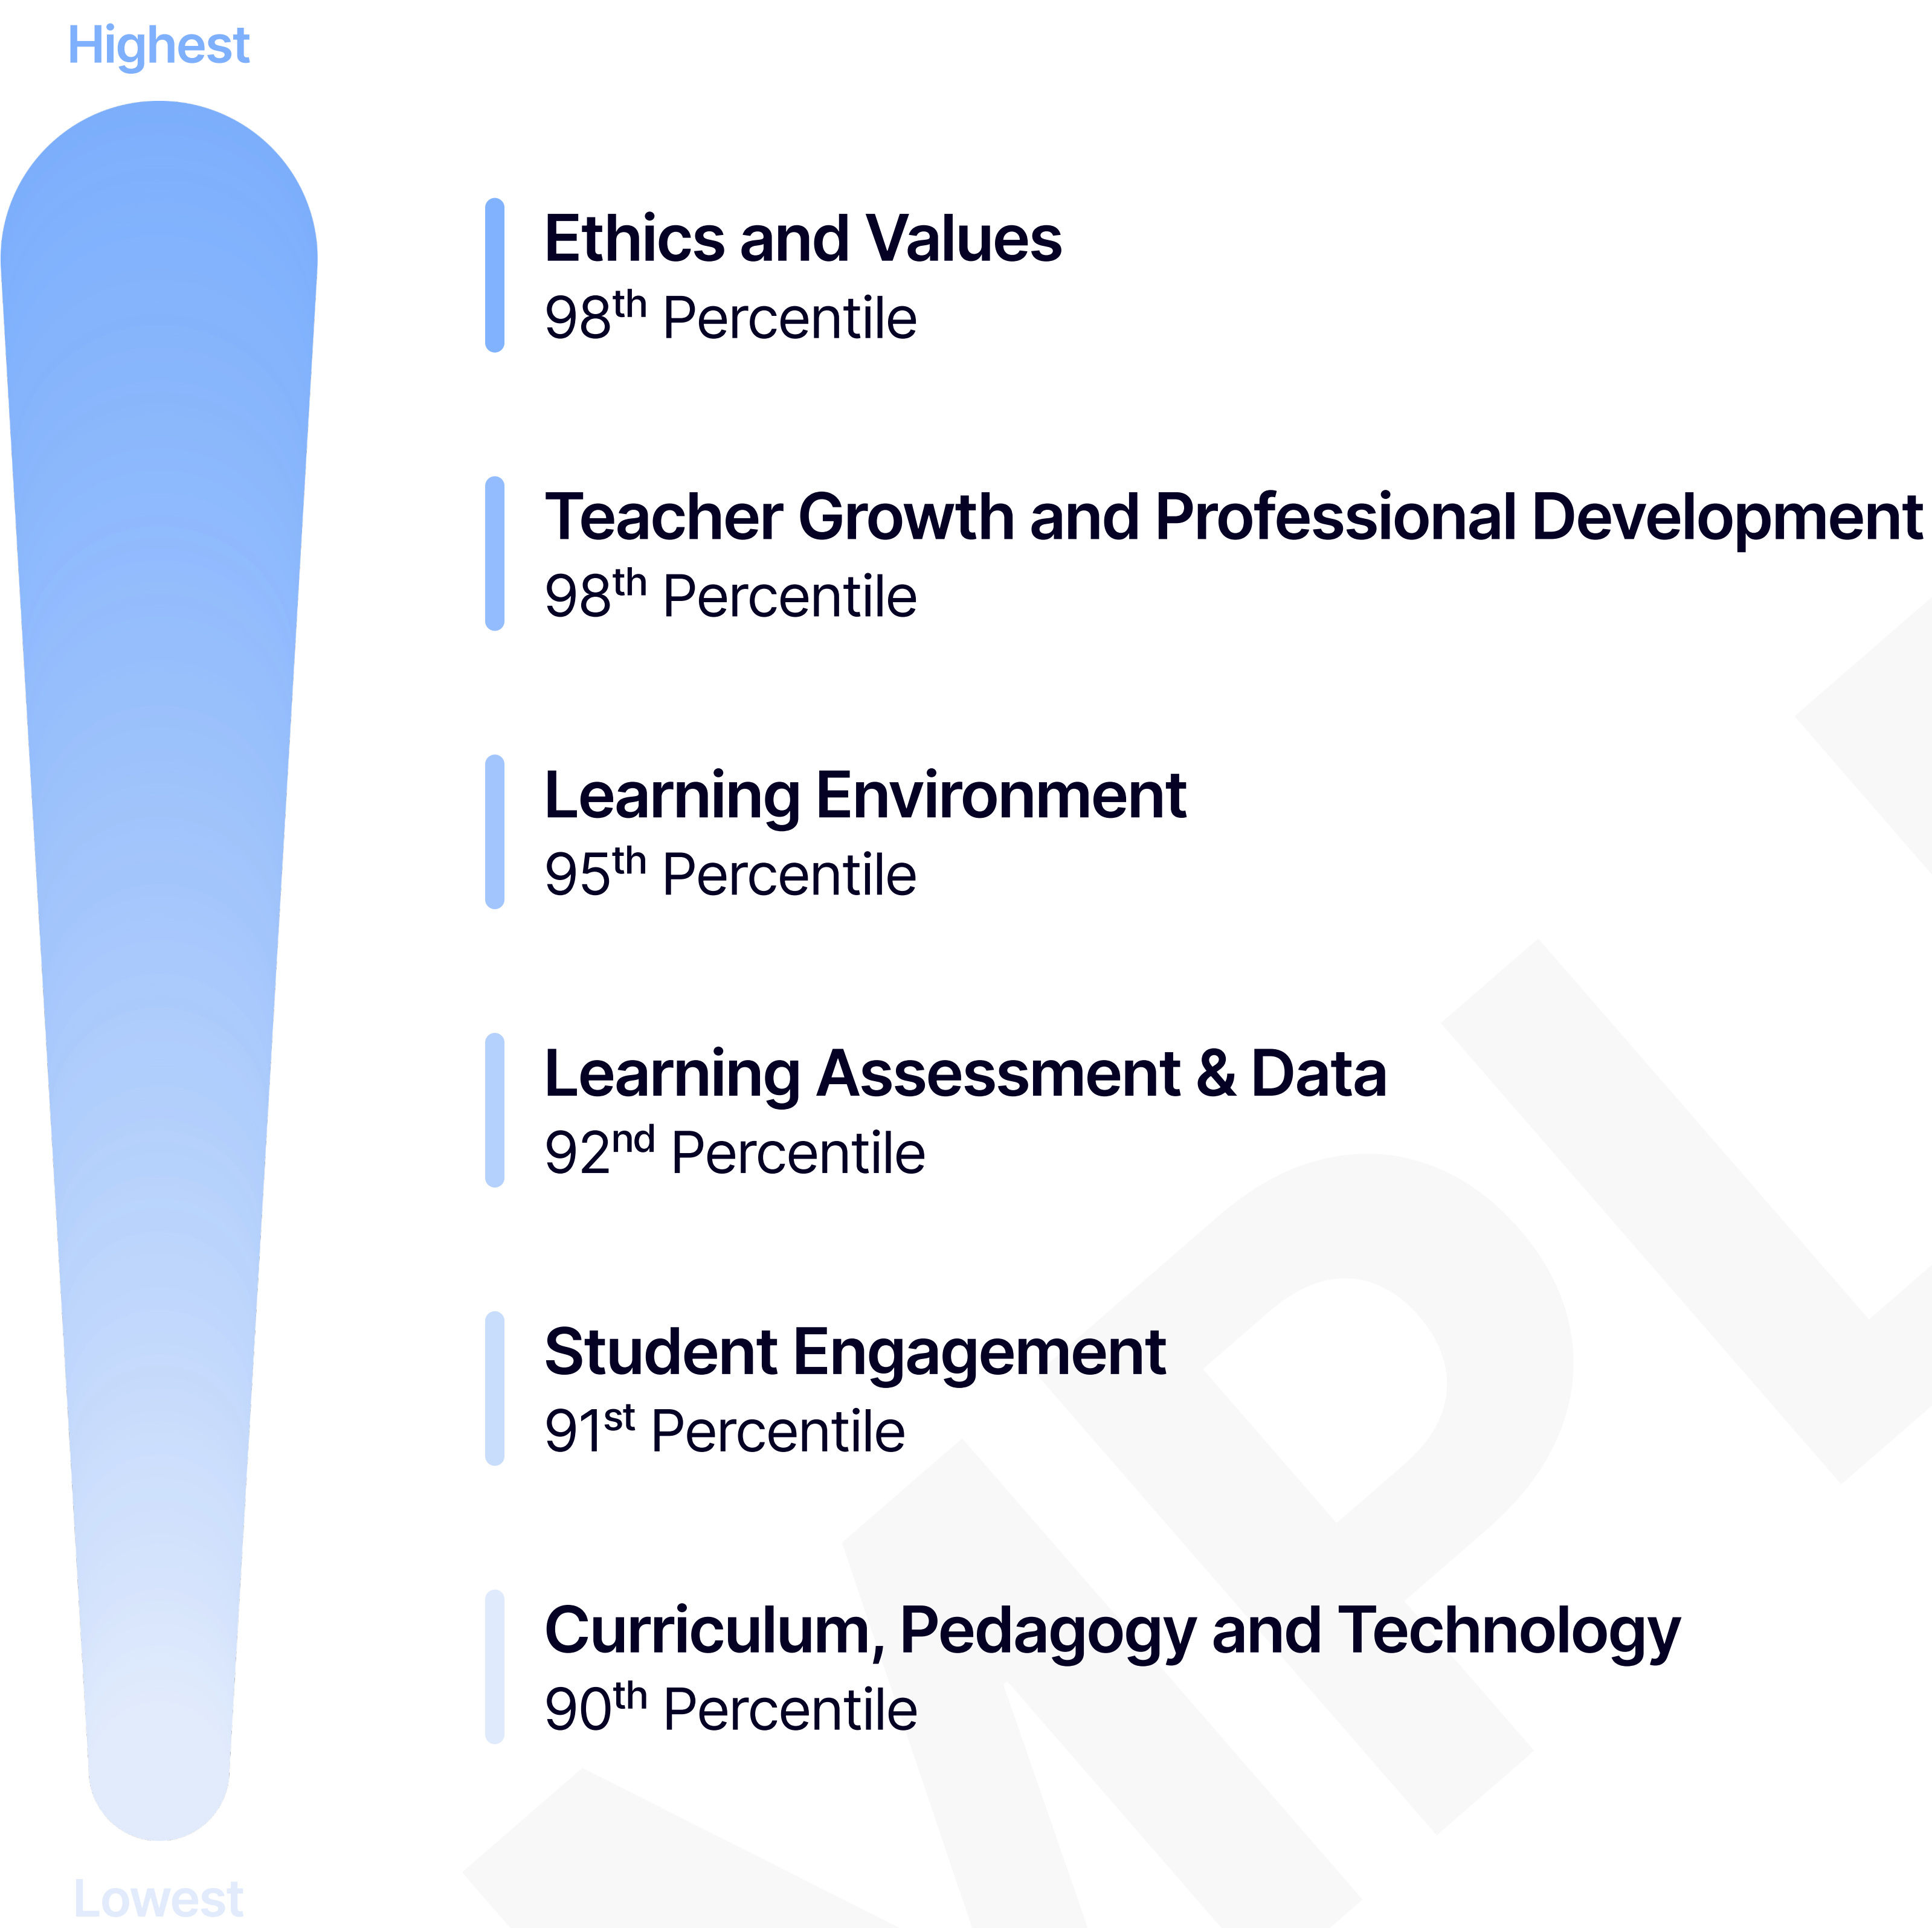 Highest
Ethics and Values
98th Percentile
Teacher Growth and Professional Development
98th Percentile
Learning Environment
95th Percentile
Learning Assessment & Data
92nd Percentile
Student Engagement
91st Percentile
Curriculum, Pedagogy and Technology
90th Percentile
Lowest
MPL